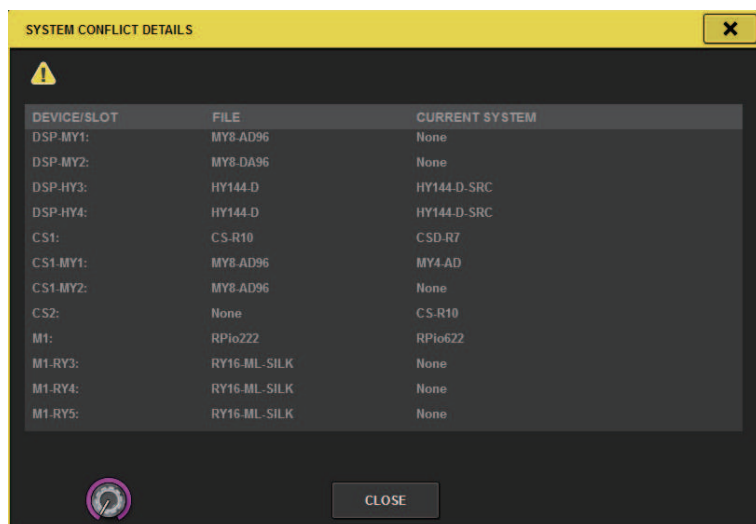 SYSTEM CONFLICT DETAILS
DEVICE/SLOT FILE CURRENT SYSTEM
DSP-MY1: MY8-AD96 None
DSP-MY2: MY8-DA96 None
DSP-HY3: HY144-D HY144-D-SRC
DSP-HY4: HY144-D HY144-D-SRC
CS1: CS-R10 CSD-R7
CS1-MY1: MY8-AD96 MY4-AD
CS1-MY2: MY8-AD96 None
CS2: None CS-R10
M1: RPio222 RPio622
M1-RY3: RY16-ML-SILK None
M1-RY4: RY16-ML-SILK None
M1-RY5: RY16-ML-SILK None
CLOSE